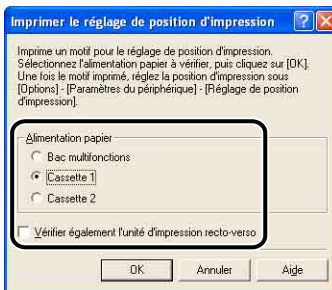 Imprimer le réglage de position d'impression
Imprime un motif pour le réglage de position d'impression.
Sélectionnez l'alimentation papier à vérifier, puis cliquez sur [OK].
Une fois le motif imprimé, réglez la position d'impression sous
[Options] - [Paramètres du périphérique] - [Réglage de position
d'impression].
Alimentation papier
Bac multifonctions
Cassette 1
Cassette 2
Vérifier également l'unité d'impression recto-verso
OK Annuler Aide